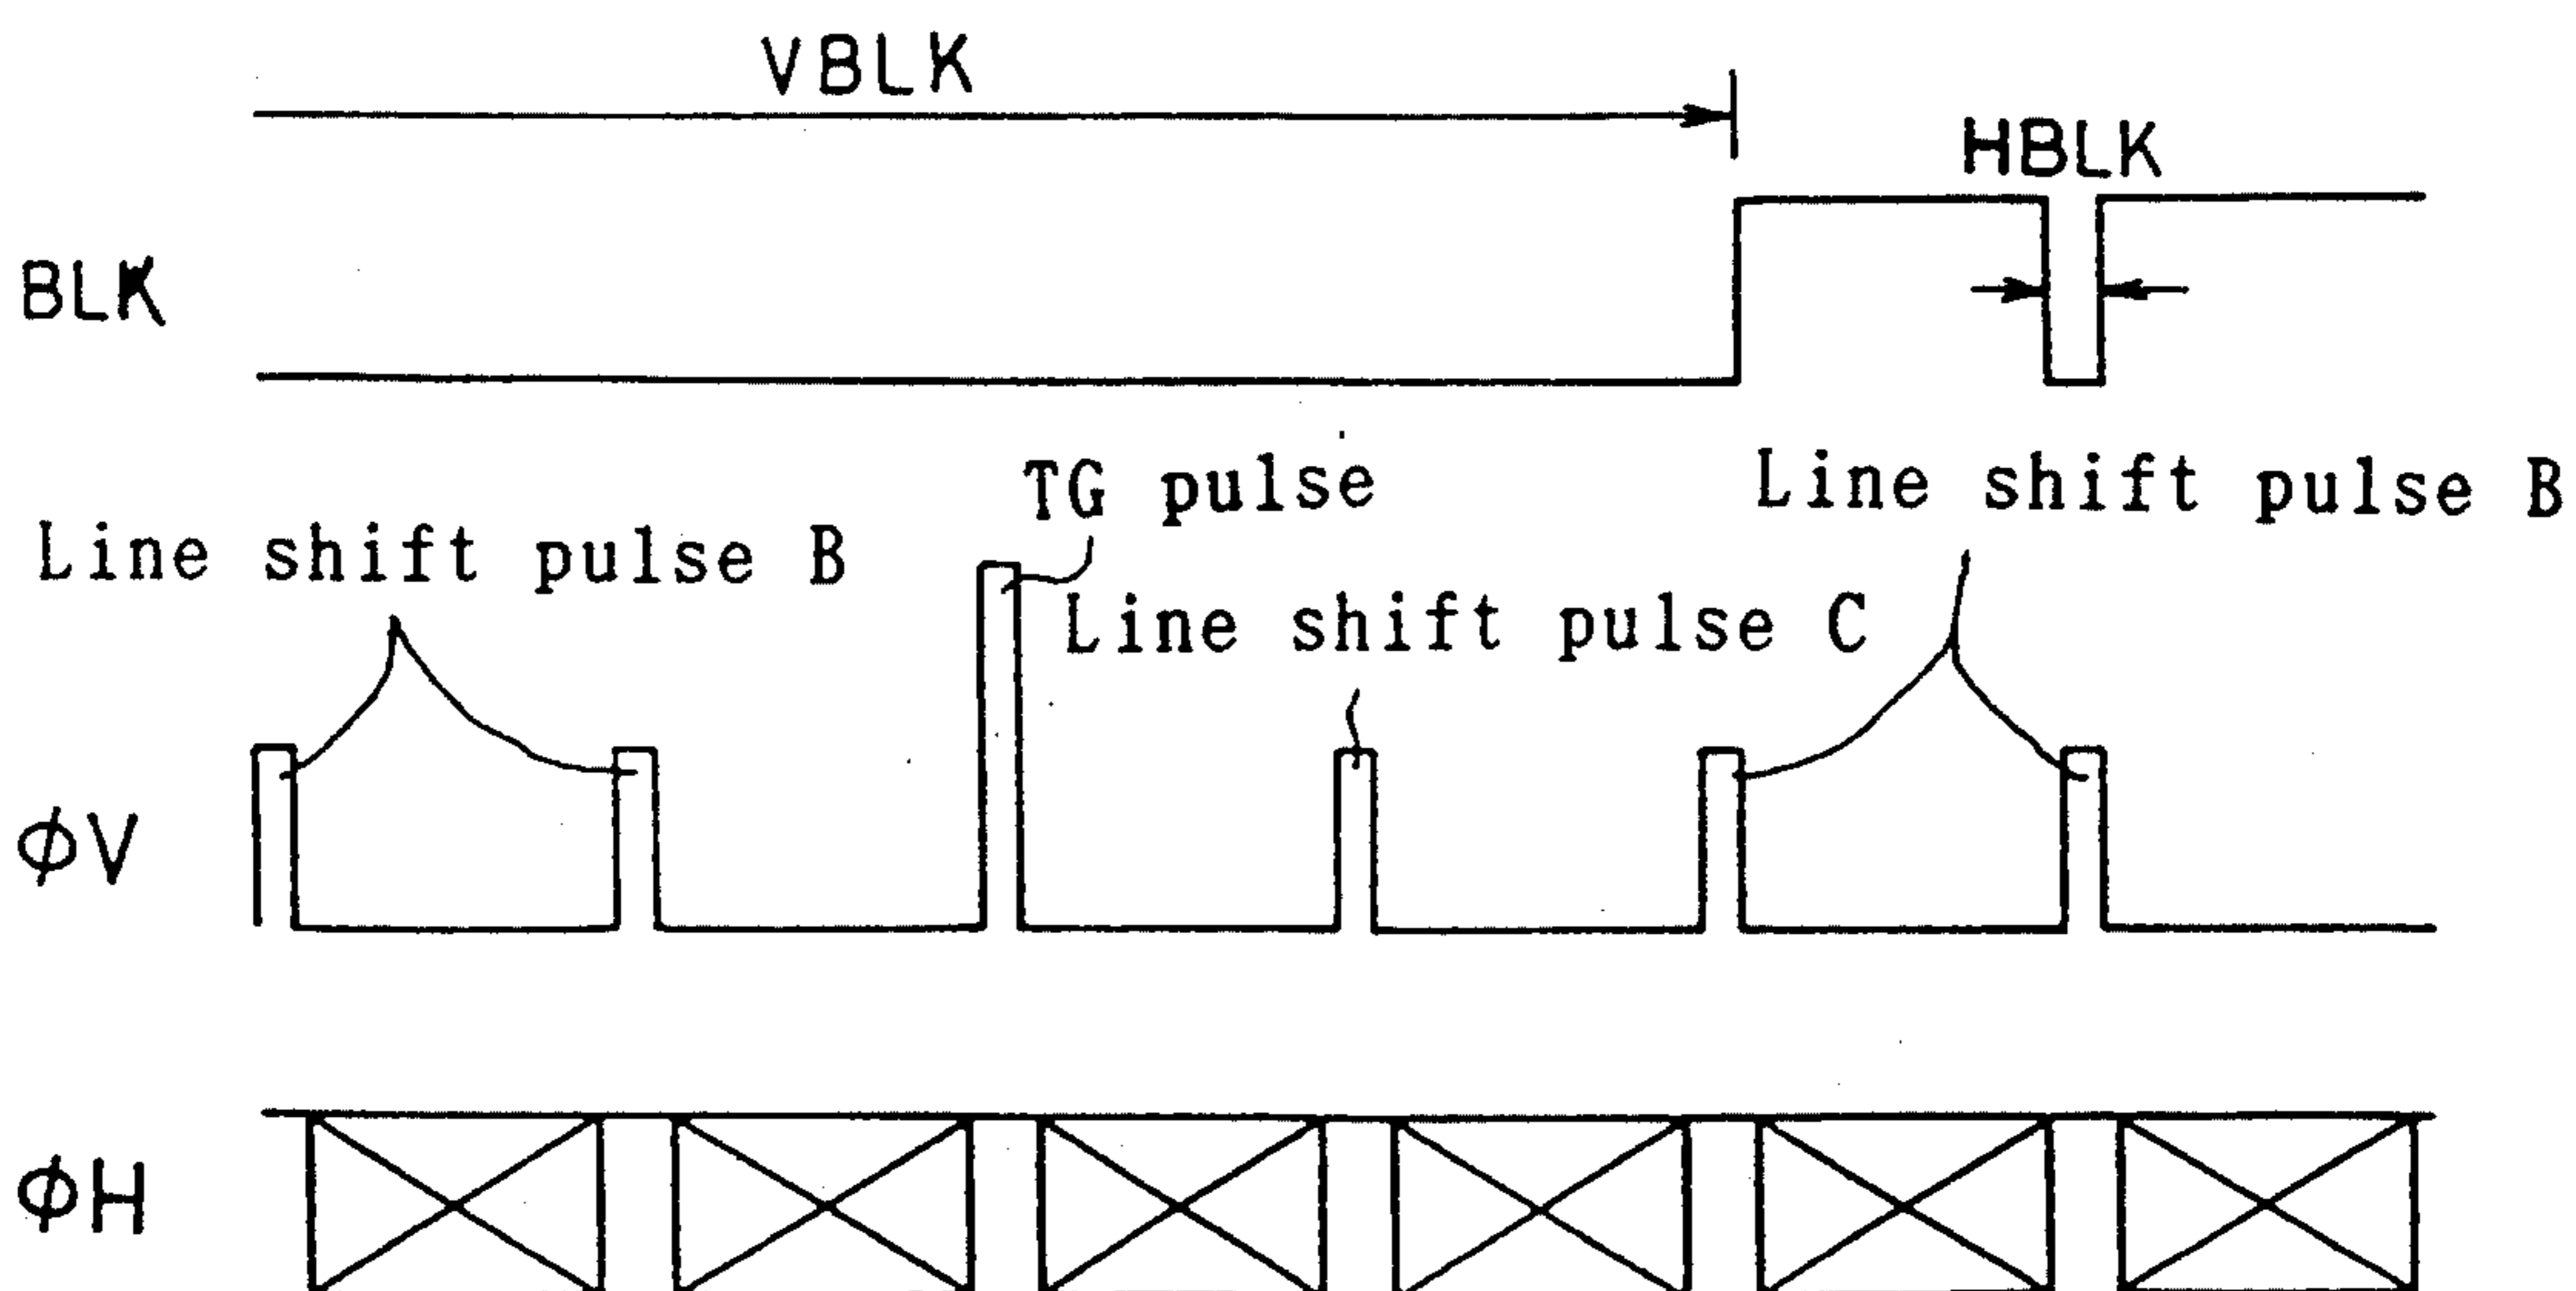 VBLK
HBLK
BLK
TG pulse
Line shift pulse B
Line shift pulse B
Line shift pulse C
φV
φH